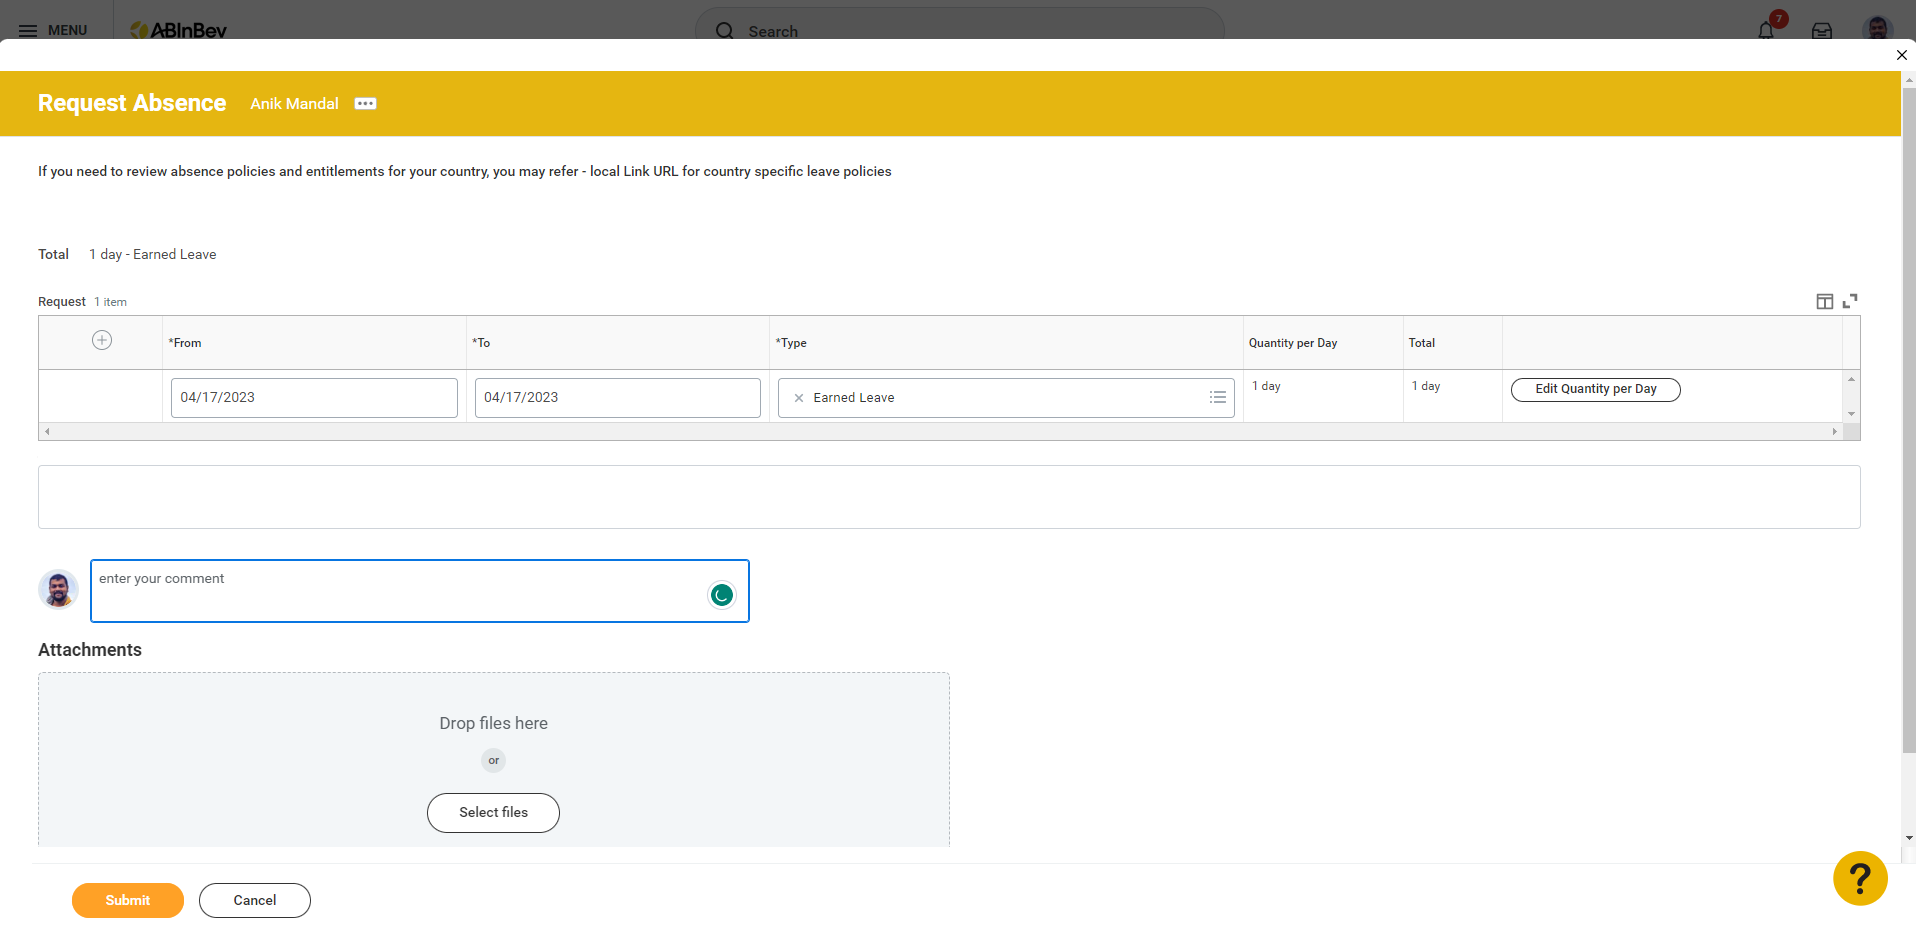 MENU
ABInBev
Search
7
Request Absence Anik Mandal
If you need to review absence policies and entitlements for your country, you may refer - local Link URL for country specific leave policies
Total 1 day - Earned Leave
Request 1 item
*From *To *Type Quantity per Day Total
04/17/2023 04/17/2023 Earned Leave 1 day 1 day Edit Quantity per Day
enter your comment
Attachments
Drop files here
or
Select files
?
Submit Cancel